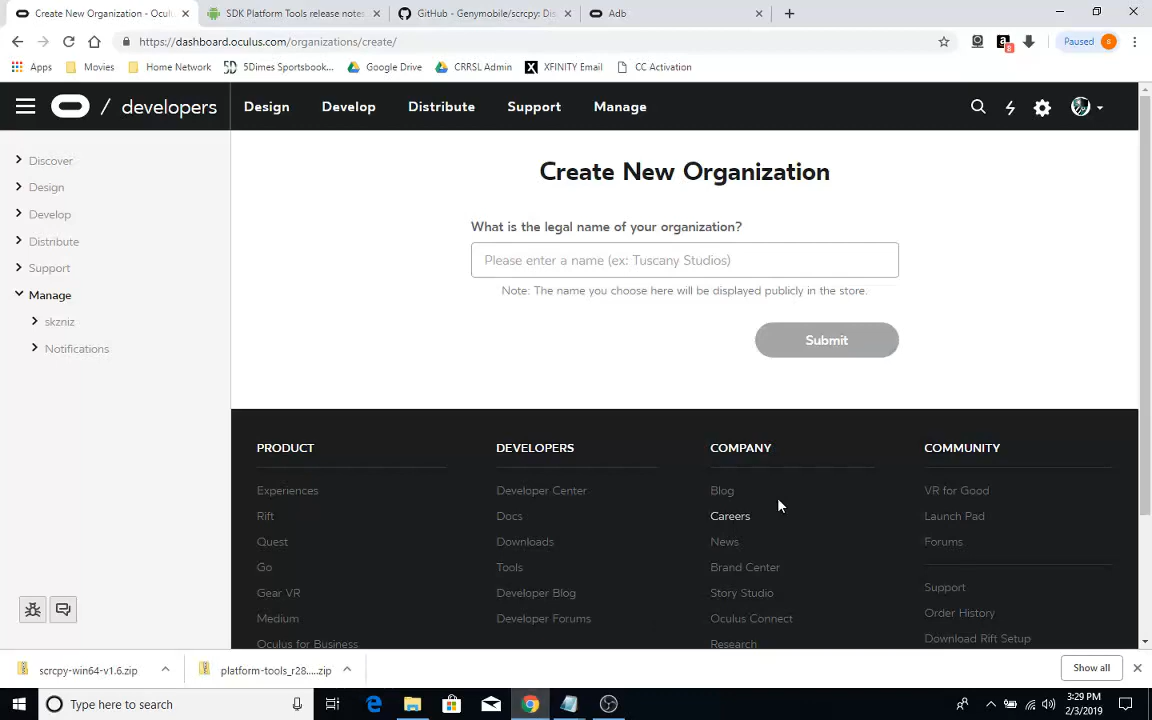 Create New Organization - Ocul
SDK Platform Tools release notes
GitHub - Genymobile/scrcpy: Dis
Adb
https://dashboard.oculus.com/organizations/create/
Paused
s
Apps
Movies
Home Network
5Dimes Sportsbook...
Google Drive
CRRSL Admin
XFINITY Email
CC Activation
/ developers
Design
Develop
Distribute
Support
Manage
Discover
Design
Develop
Distribute
Support
Manage
skzniz
Notifications
Create New Organization
What is the legal name of your organization?
Please enter a name (ex: Tuscany Studios)
Note: The name you choose here will be displayed publicly in the store.
Submit
PRODUCT
Experiences
Rift
Quest
Go
Gear VR
Medium
Oculus for Business
DEVELOPERS
Developer Center
Docs
Downloads
Tools
Developer Blog
Developer Forums
COMPANY
Blog
Careers
News
Brand Center
Story Studio
Oculus Connect
Research
COMMUNITY
VR for Good
Launch Pad
Forums
Support
Order History
Download Rift Setup
scrcpy-win64-v1.6.zip
platform-tools_r28.....zip
Show all
Type here to search
3:29 PM
2/3/2019